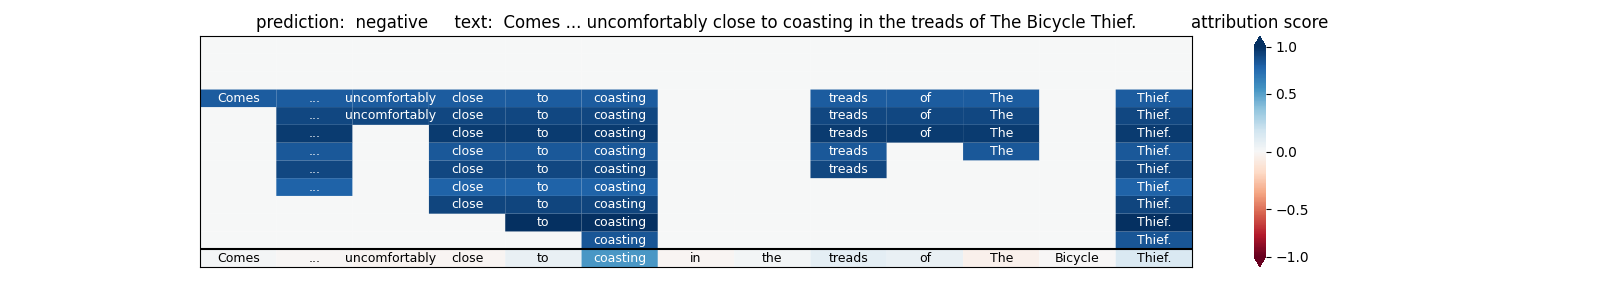 prediction:  negative     text:  Comes ... uncomfortably close to coasting in the treads of The Bicycle Thief.     attribution score
Comes ... uncomfortably close to coasting treads of The Thief.
... uncomfortably close to coasting treads of The Thief.
... close to coasting treads of The Thief.
... close to coasting treads The Thief.
... close to coasting treads Thief.
... close to coasting Thief.
close to coasting Thief.
to coasting Thief.
coasting Thief.
Comes ... uncomfortably close to coasting in the treads of The Bicycle Thief.
1.0
0.5
0.0
−0.5
−1.0